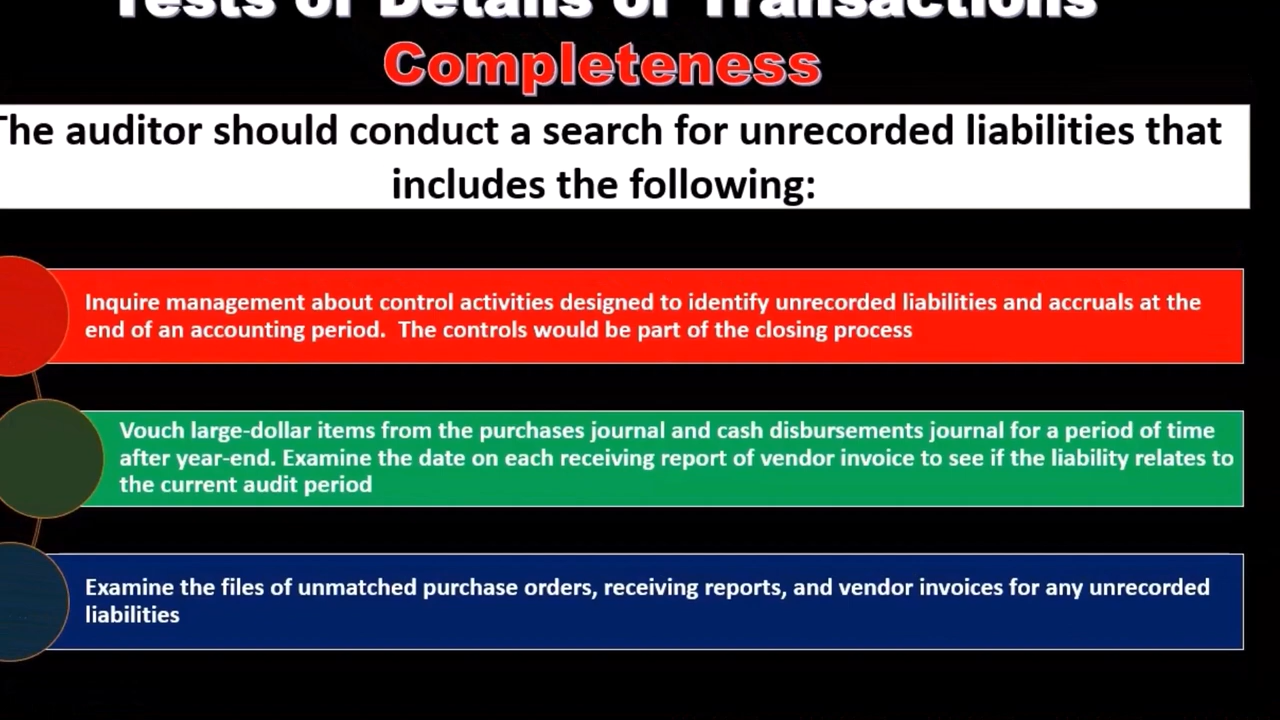 Tests of Details of Transactions
Completeness
The auditor should conduct a search for unrecorded liabilities that
includes the following:
Inquire management about control activities designed to identify unrecorded liabilities and accruals at the
end of an accounting period. The controls would be part of the closing process
Vouch large-dollar items from the purchases journal and cash disbursements journal for a period of time
after year-end. Examine the date on each receiving report of vendor invoice to see if the liability relates to
the current audit period
Examine the files of unmatched purchase orders, receiving reports, and vendor invoices for any unrecorded
liabilities